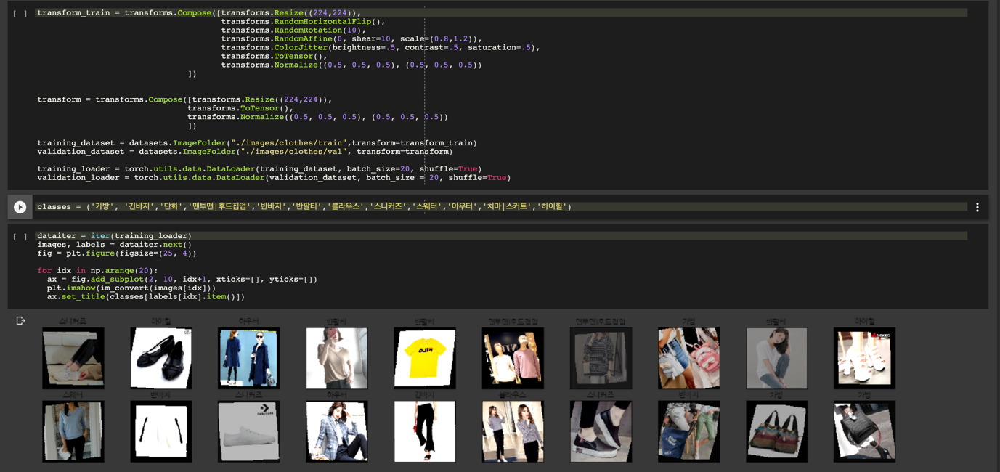 [ ] transform_train = transforms.Compose([transforms.Resize((224,224)),
transforms.RandomHorizontalFlip(),
transforms.RandomRotation(10),
transforms.RandomAffine(0, shear=10, scale=(0.8,1.2)),
transforms.ColorJitter(brightness=.5, contrast=.5, saturation=.5),
transforms.ToTensor(),
transforms.Normalize((0.5, 0.5, 0.5), (0.5, 0.5, 0.5))
])
transform = transforms.Compose([transforms.Resize((224,224)),
transforms.ToTensor(),
transforms.Normalize((0.5, 0.5, 0.5), (0.5, 0.5, 0.5))
])
training_dataset = datasets.ImageFolder("./images/clothes/train",transform=transform_train)
validation_dataset = datasets.ImageFolder("./images/clothes/val", transform=transform)
training_loader = torch.utils.data.DataLoader(training_dataset, batch_size=20, shuffle=True)
validation_loader = torch.utils.data.DataLoader(validation_dataset, batch_size = 20, shuffle=True)
classes = ('가방', '긴바지','단화','맨투맨|후드집업','반바지','반팔티','블라우스','스니커즈','스웨터','아우터','치마|스커트','하이힐')
[ ] dataiter = iter(training_loader)
images, labels = dataiter.next()
fig = plt.figure(figsize=(25, 4))
for idx in np.arange(20):
ax = fig.add_subplot(2, 10, idx+1, xticks=[], yticks=[])
plt.imshow(im_convert(images[idx]))
ax.set_title(classes[labels[idx].item()])
스니커즈 하이힐 아우터 반팔티 반팔티 맨투맨|후드집업 맨투맨|후드집업 가방 반팔티 하이힐
스웨터 반바지 스니커즈 아우터 긴바지 블라우스 스니커즈 반바지 가방 가방